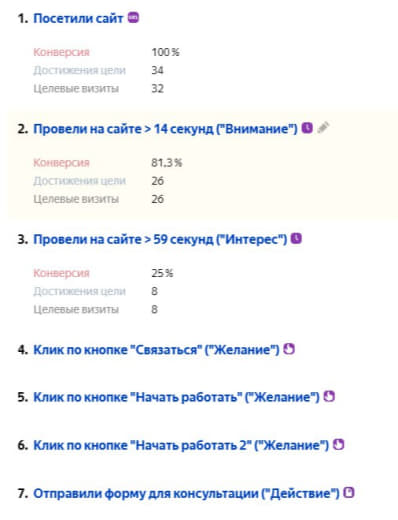 1. Посетили сайт
Конверсия 100 %
Достижения цели 34
Целевые визиты 32
2. Провели на сайте > 14 секунд ("Внимание")
Конверсия 81,3 %
Достижения цели 26
Целевые визиты 26
3. Провели на сайте > 59 секунд ("Интерес")
Конверсия 25 %
Достижения цели 8
Целевые визиты 8
4. Клик по кнопке "Связаться" ("Желание")
5. Клик по кнопке "Начать работать" ("Желание")
6. Клик по кнопке "Начать работать 2" ("Желание")
7. Отправили форму для консультации ("Действие")